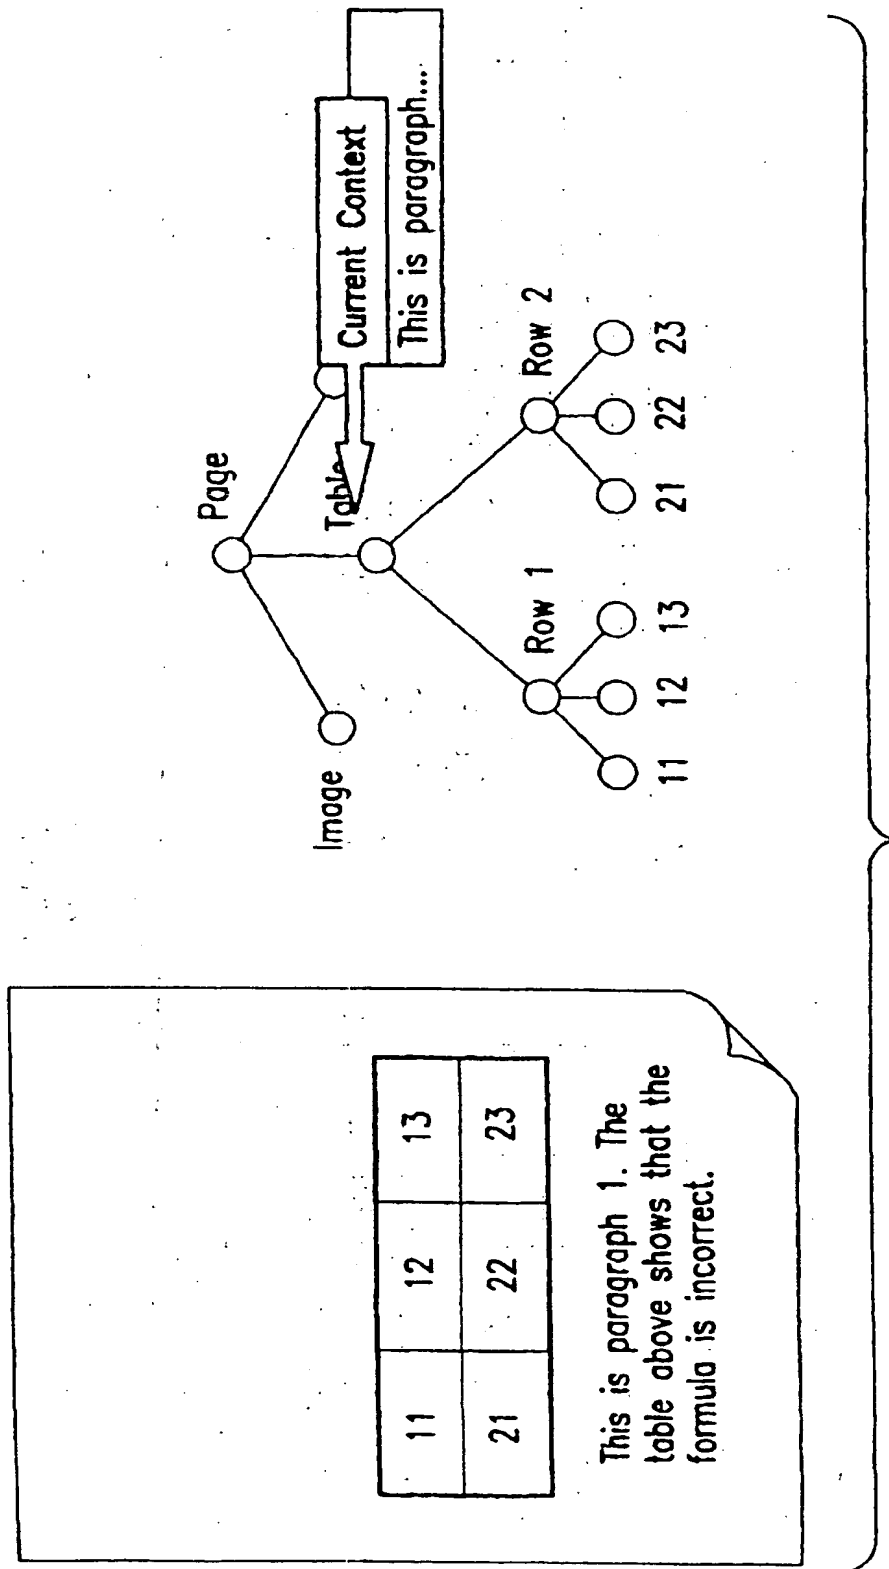 11 12 13
21 22 23
This is paragraph 1. The
table above shows that the
formula is incorrect.
Page
Image
Table
Current Context
This is paragraph...
Row 1
Row 2
11 12 13 21 22 23